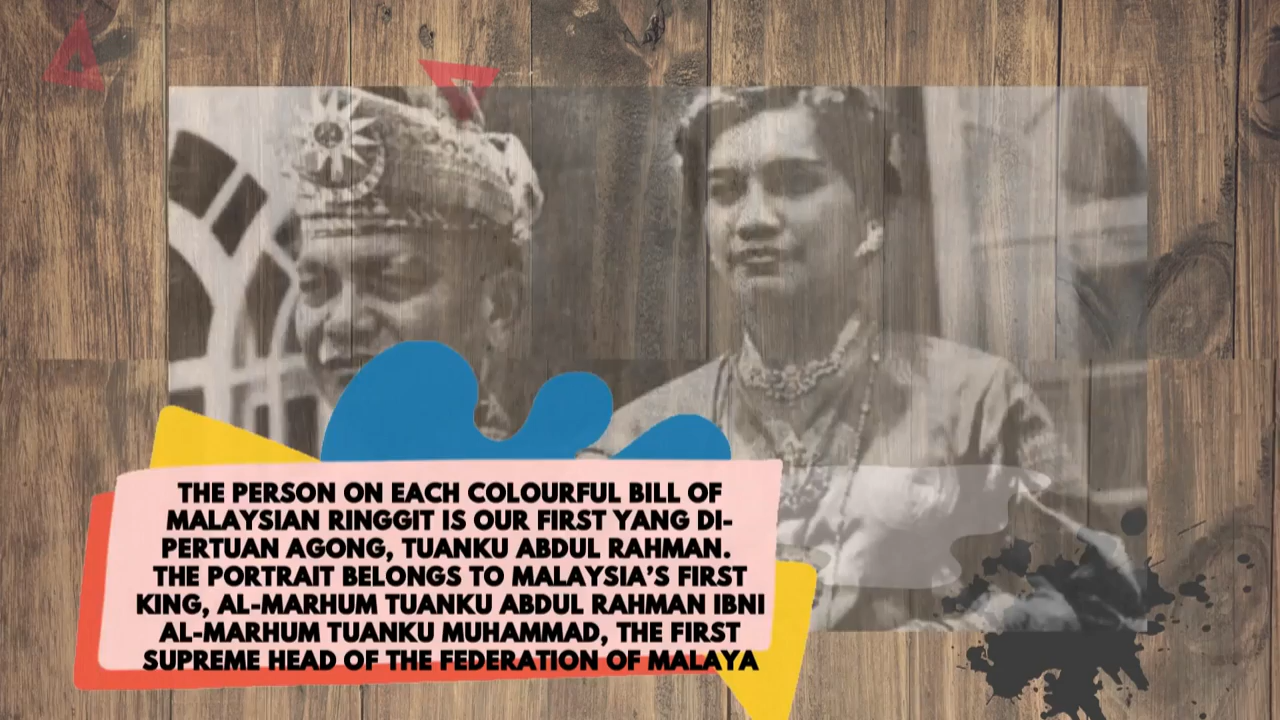 THE PERSON ON EACH COLOURFUL BILL OF
MALAYSIAN RINGGIT IS OUR FIRST YANG DI-
PERTUAN AGONG, TUANKU ABDUL RAHMAN.
THE PORTRAIT BELONGS TO MALAYSIA'S FIRST
KING, AL-MARHUM TUANKU ABDUL RAHMAN IBNI
AL-MARHUM TUANKU MUHAMMAD, THE FIRST
SUPREME HEAD OF THE FEDERATION OF MALAYA